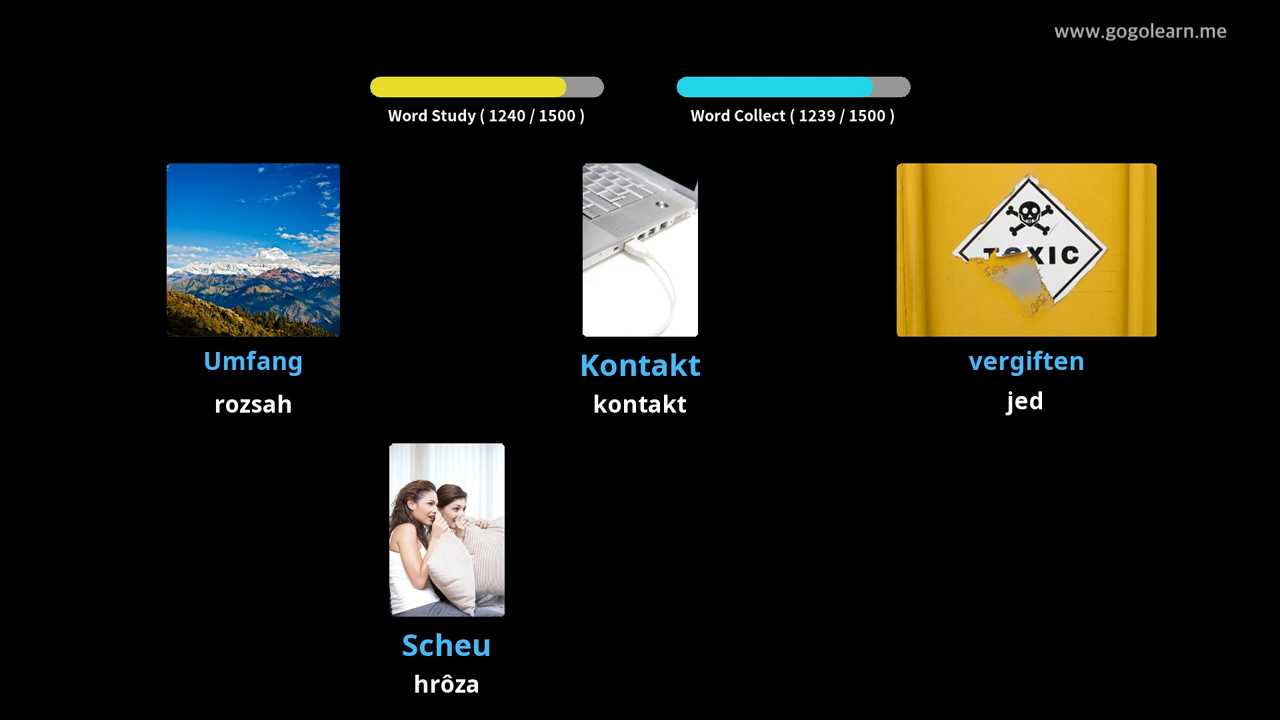 www.gogolearn.me
Word Study ( 1240 / 1500 )
Word Collect ( 1239 / 1500 )
TOXIC
Umfang
rozsah
Kontakt
kontakt
vergiften
jed
Scheu
hrôza